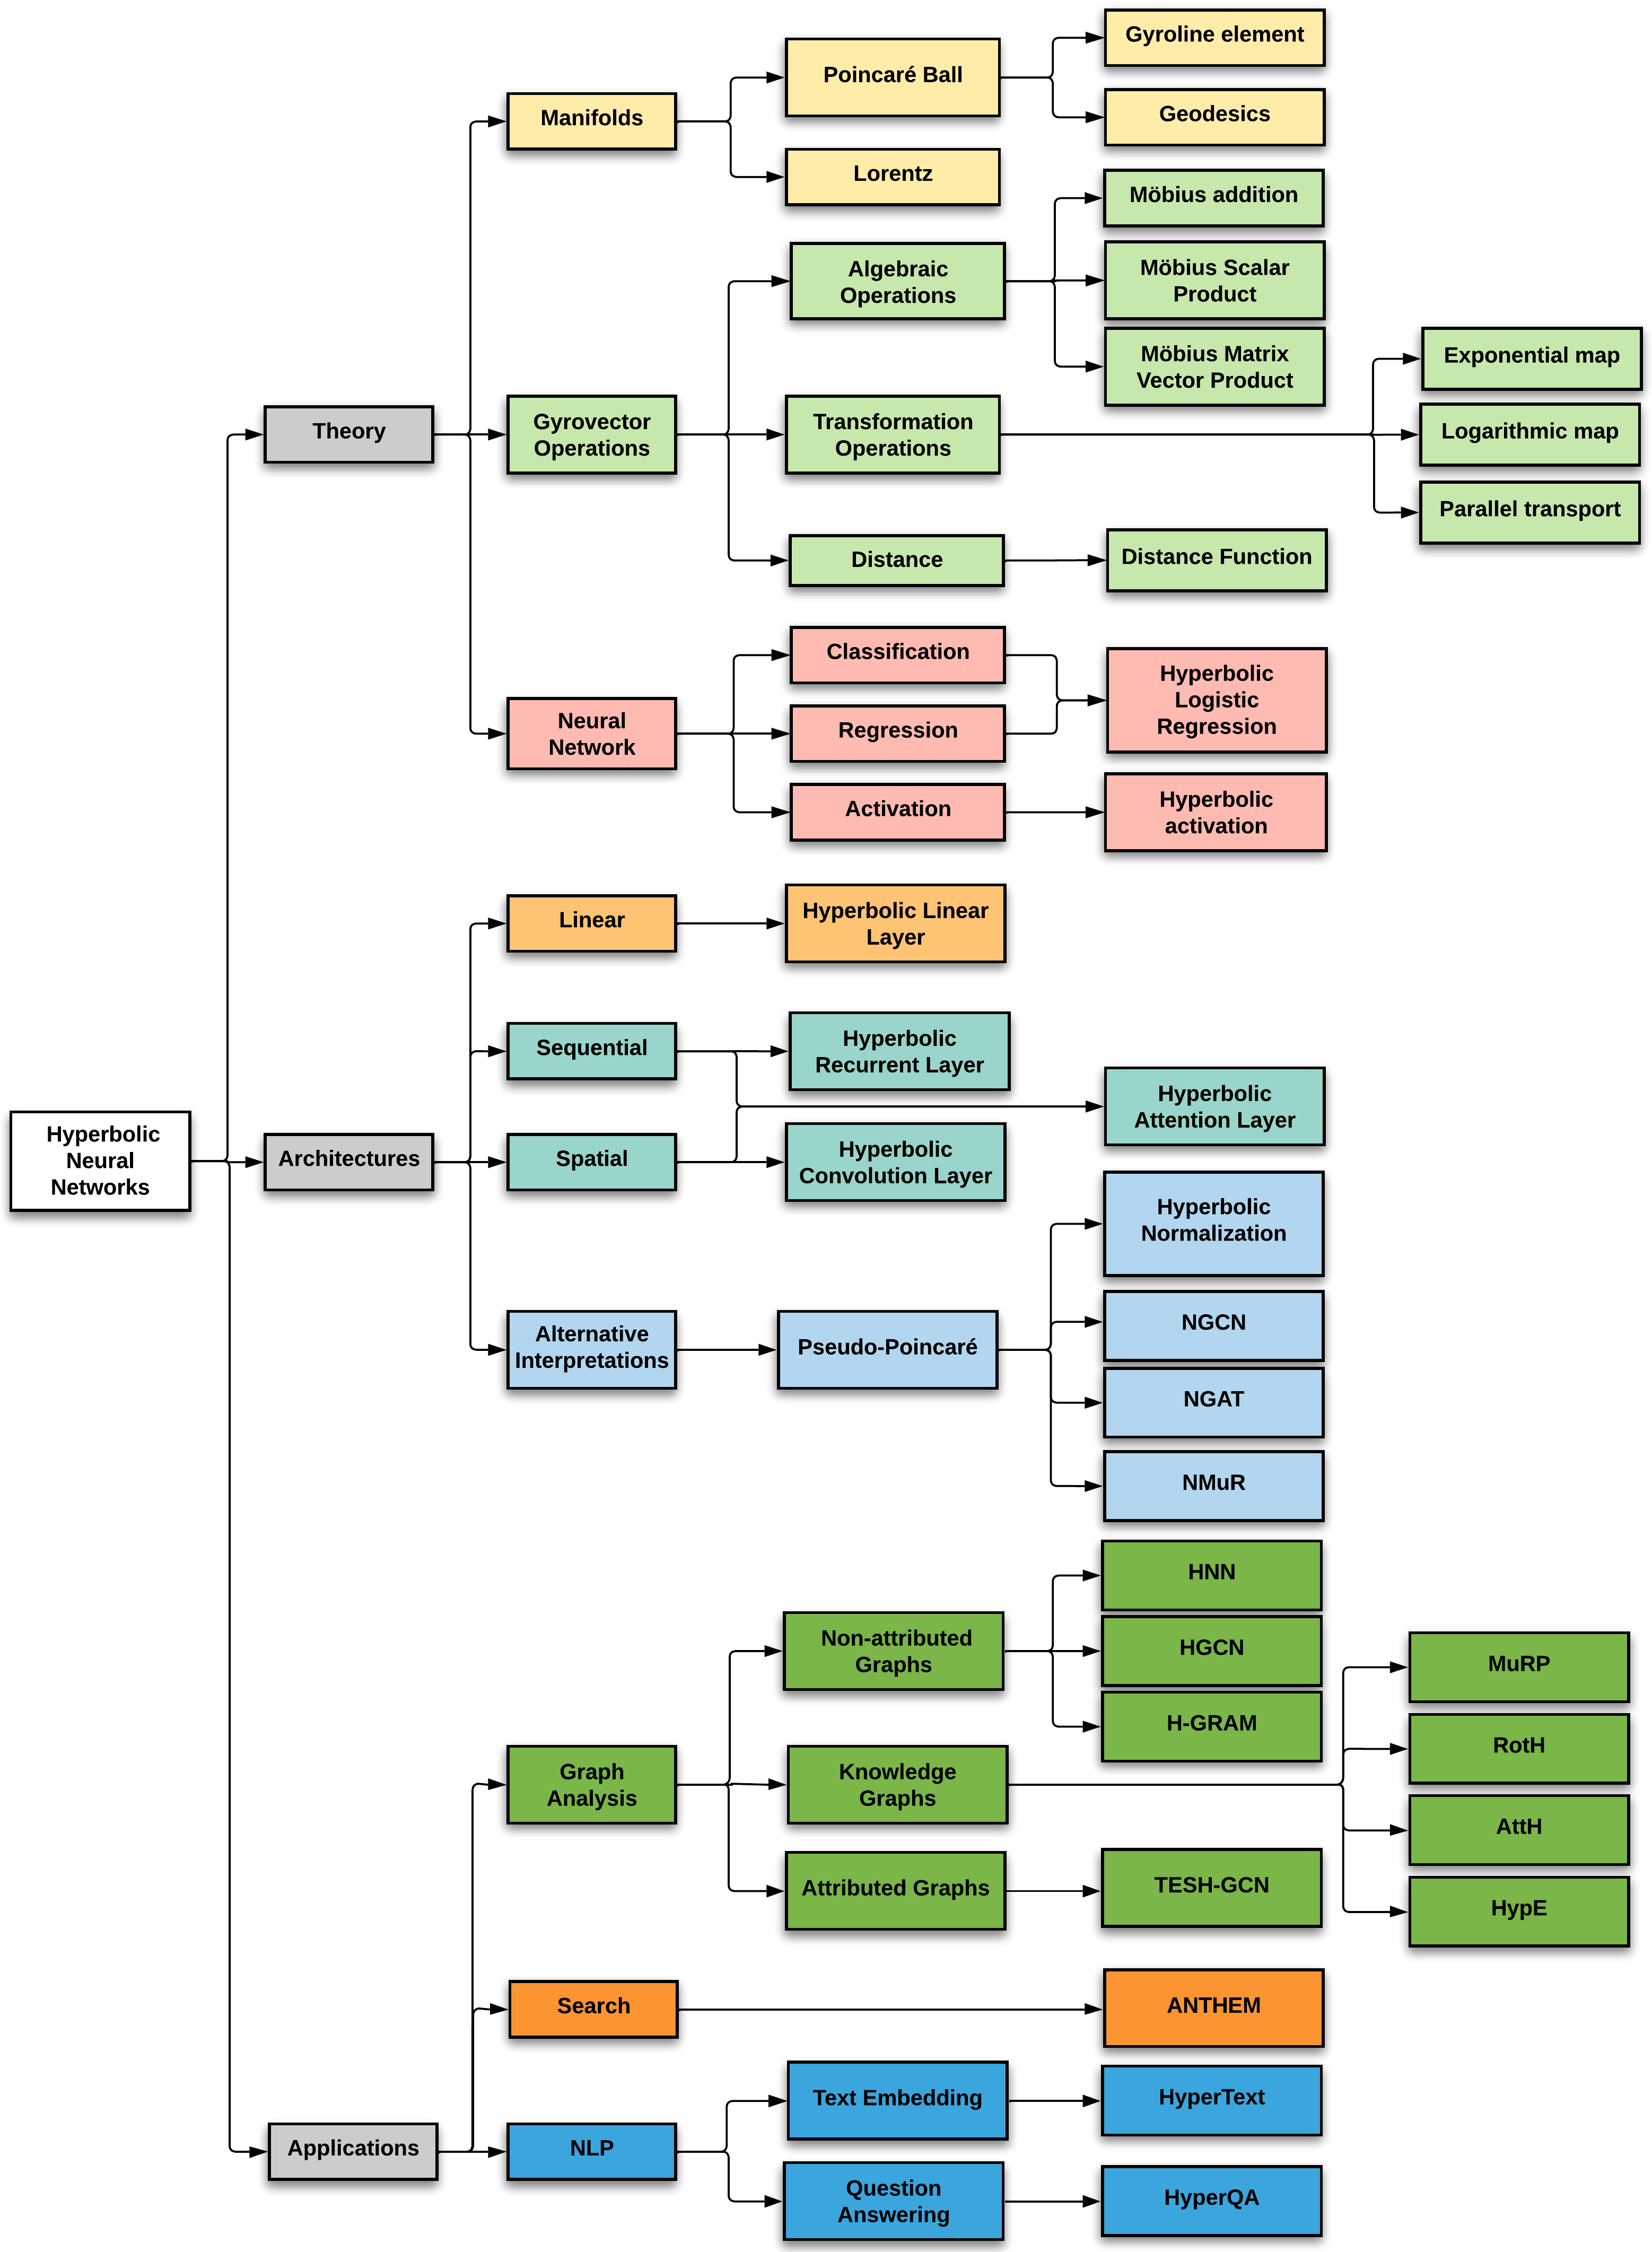 Hyperbolic
Neural
Networks
Theory
Manifolds
Poincaré Ball
Gyroline element
Geodesics
Lorentz
Gyrovector
Operations
Algebraic
Operations
Möbius addition
Möbius Scalar
Product
Möbius Matrix
Vector Product
Transformation
Operations
Exponential map
Logarithmic map
Parallel transport
Distance
Distance Function
Neural
Network
Classification
Regression
Hyperbolic
Logistic
Regression
Activation
Hyperbolic
activation
Architectures
Linear
Hyperbolic Linear
Layer
Sequential
Hyperbolic
Recurrent Layer
Hyperbolic
Attention Layer
Spatial
Hyperbolic
Convolution Layer
Alternative
Interpretations
Pseudo-Poincaré
Hyperbolic
Normalization
NGCN
NGAT
NMuR
Applications
Graph
Analysis
Non-attributed
Graphs
HNN
HGCN
H-GRAM
Knowledge
Graphs
MuRP
RotH
AttH
HypE
Attributed Graphs
TESH-GCN
Search
ANTHEM
NLP
Text Embedding
HyperText
Question
Answering
HyperQA